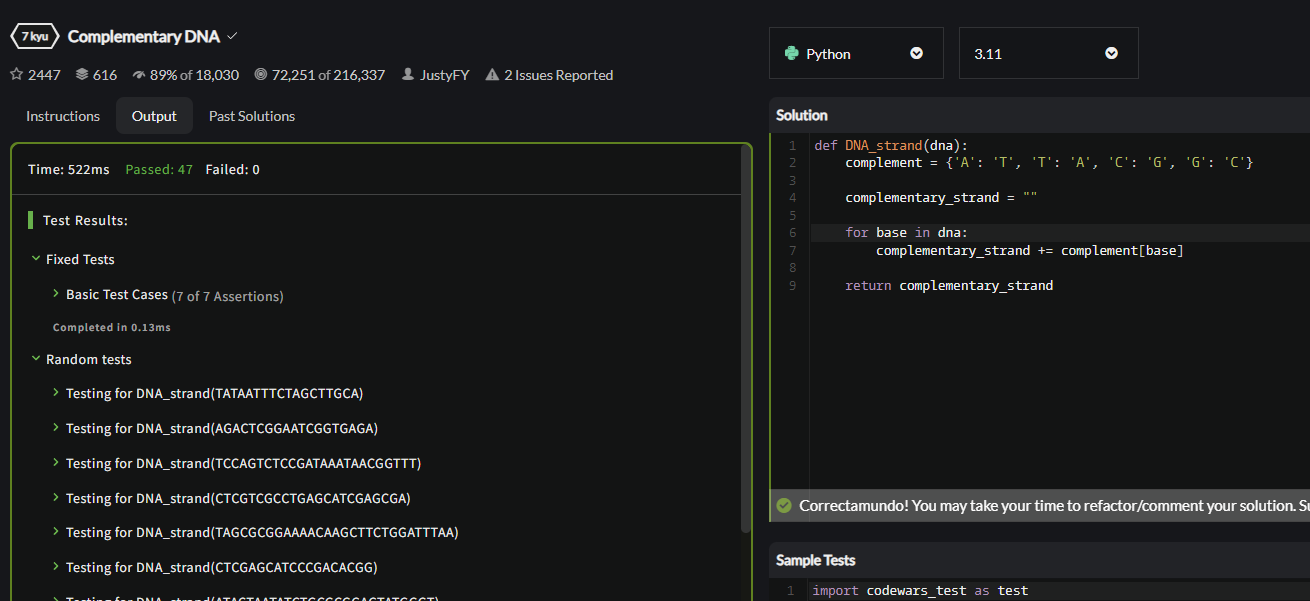 7 kyu Complementary DNA
2447 616 89% of 18,030 72,251 of 216,337 JustyFY 2 Issues Reported
Instructions Output Past Solutions
Time: 522ms Passed: 47 Failed: 0
Test Results:
Fixed Tests
Basic Test Cases (7 of 7 Assertions)
Completed in 0.13ms
Random tests
Testing for DNA_strand(TATAATTTCTAGCTTGCA)
Testing for DNA_strand(AGACTCGGAATCGGTGAGA)
Testing for DNA_strand(TCCAGTCTCCGATAAATAACGGTTT)
Testing for DNA_strand(CTCGTCGCCTGAGCATCGAGCGA)
Testing for DNA_strand(TAGCGCGGAAAACAAGCTTCTGGATTTAA)
Testing for DNA_strand(CTCGAGCATCCCGACACGG)
Testing for
Python 3.11
Solution
1 def DNA_strand(dna):
2 complement = {'A': 'T', 'T': 'A', 'C': 'G', 'G': 'C'}
3
4 complementary_strand = ""
5
6 for base in dna:
7 complementary_strand += complement[base]
8
9 return complementary_strand
Correctamundo! You may take your time to refactor/comment your solution. Su
Sample Tests
1 import codewars_test as test